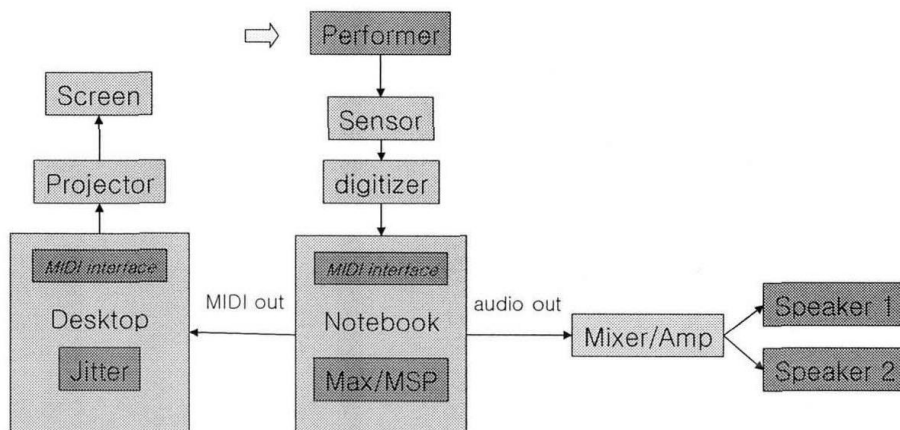 Performer
Screen
Sensor
Projector
digitizer
MIDI interface
Desktop
Jitter
MIDI out
MIDI interface
Notebook
Max/MSP
audio out
Mixer/Amp
Speaker 1
Speaker 2